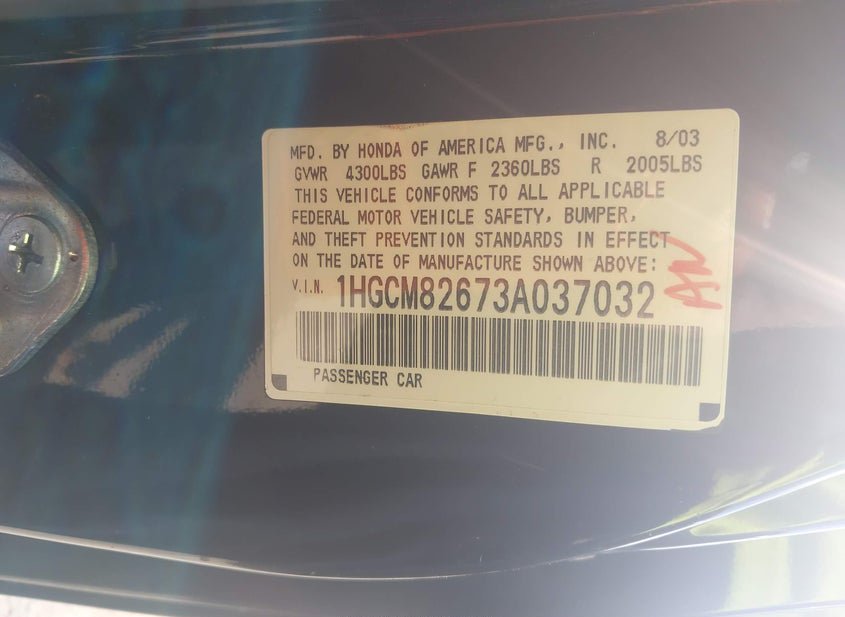 MFD. BY HONDA OF AMERICA MFG., INC. 8/03
GVWR 4300LBS GAWR F 2360LBS R 2005LBS
THIS VEHICLE CONFORMS TO ALL APPLICABLE
FEDERAL MOTOR VEHICLE SAFETY, BUMPER,
AND THEFT PREVENTION STANDARDS IN EFFECT
ON THE DATE OF MANUFACTURE SHOWN ABOVE:
V.I.N. 1HGCM82673A037032
AN
PASSENGER CAR